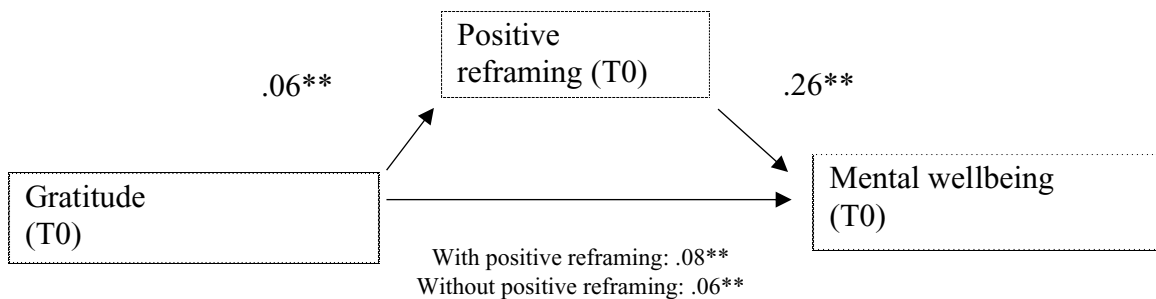 Positive
reframing (T0)
.06**
.26**
Gratitude
(T0)
Mental wellbeing
(T0)
With positive reframing: .08**
Without positive reframing: .06**